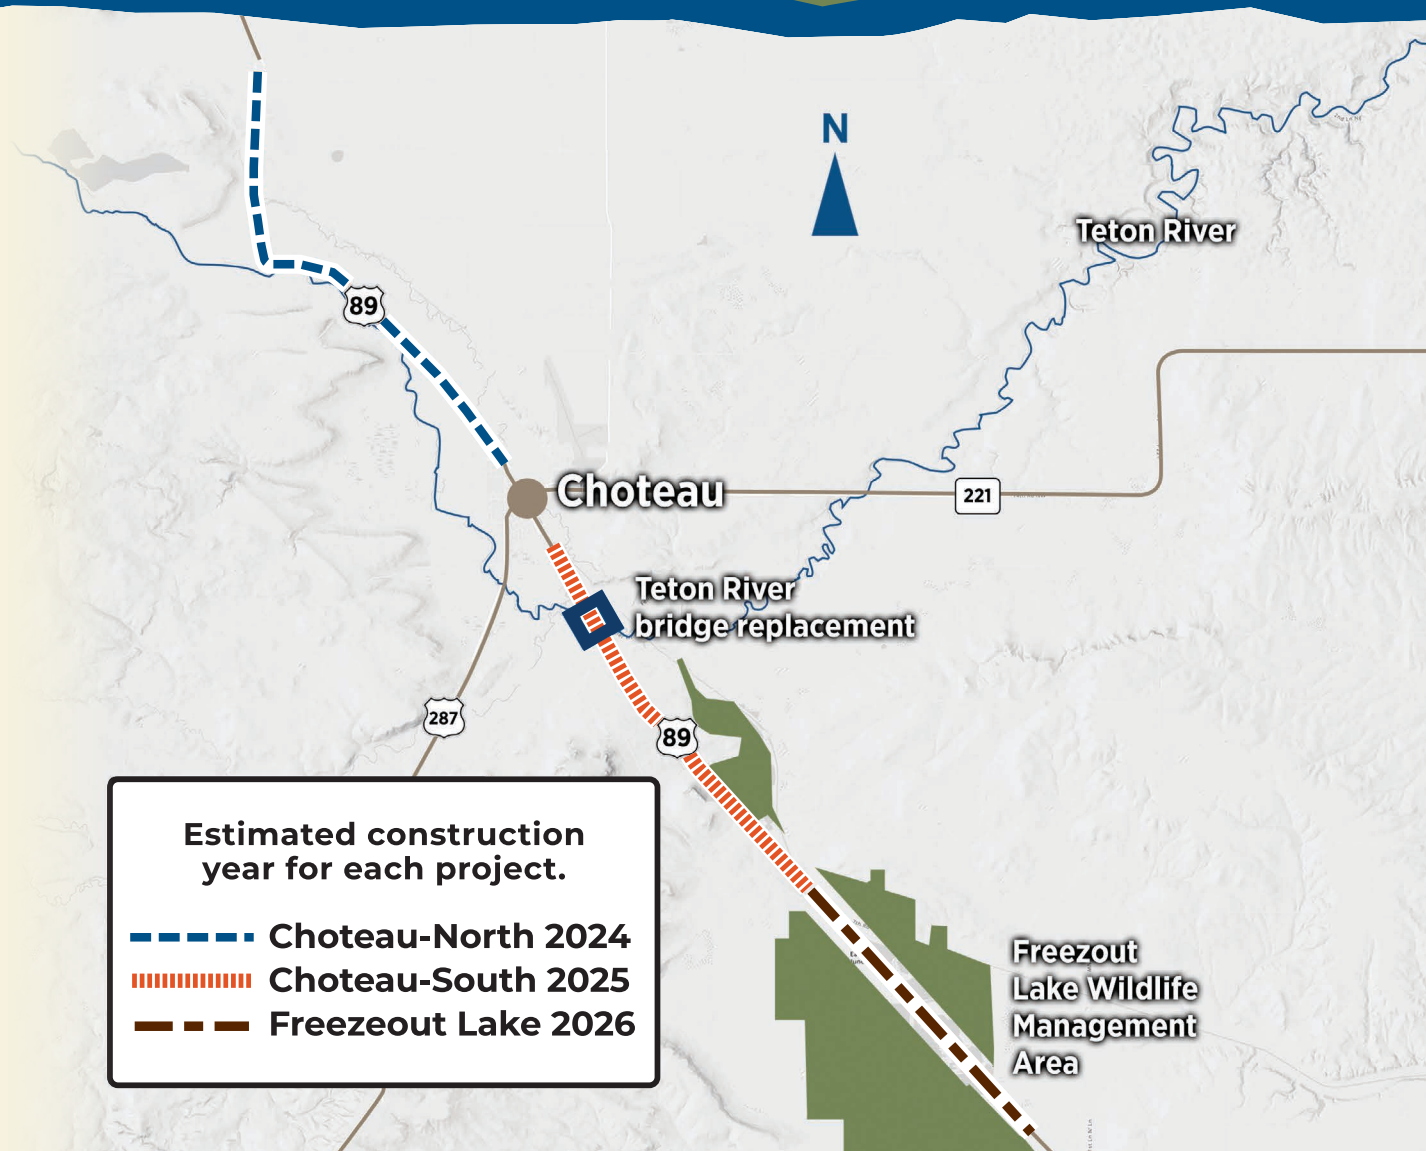 N
Teton River
89
Choteau
221
Teton River
bridge replacement
287
89
Estimated construction
year for each project.
Choteau-North 2024
Choteau-South 2025
Freezeout Lake 2026
Freezout
Lake Wildlife
Management
Area